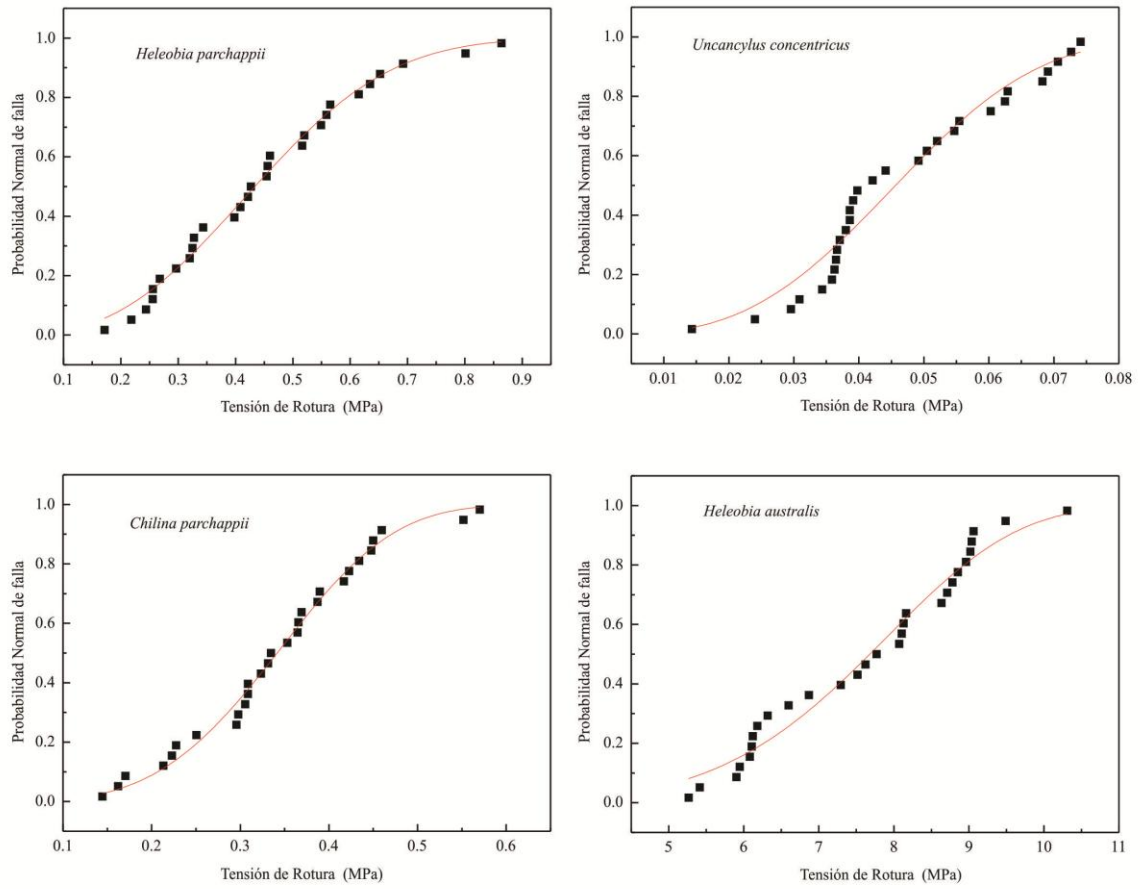 Heleobia parchappii
Probabilidad Normal de falla
1.0
0.8
0.6
0.4
0.2
0.0
0.1 0.2 0.3 0.4 0.5 0.6 0.7 0.8 0.9
Tensión de Rotura (MPa)
Uncancylus concentricus
Probabilidad Normal de falla
1.0
0.8
0.6
0.4
0.2
0.0
0.01 0.02 0.03 0.04 0.05 0.06 0.07 0.08
Tensión de Rotura (MPa)
Chilina parchappii
Probabilidad Normal de falla
1.0
0.8
0.6
0.4
0.2
0.0
0.1 0.2 0.3 0.4 0.5 0.6
Tensión de Rotura (MPa)
Heleobia australis
Probabilidad Normal de falla
1.0
0.8
0.6
0.4
0.2
0.0
5 6 7 8 9 10 11
Tensión de Rotura (MPa)